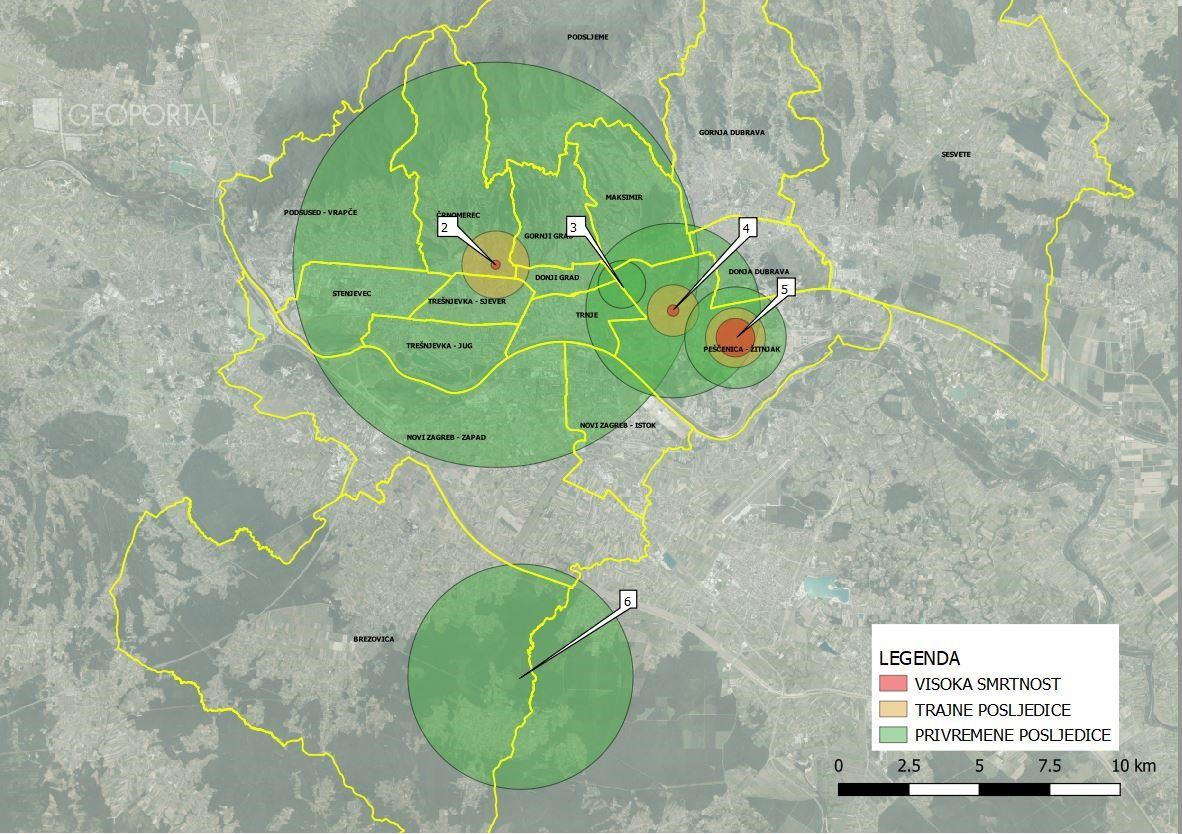 PODSLJEME
GEOPORTAL
GORNJA DUBRAVA
SESVETE
MAKSIMIR
PODSUSED - VRAPČE
ČRNOMEREC
2
3
4
GORNJI GRAD
DONJI GRAD
DONJA DUBRAVA
5
STENJEVEC
TREŠNJEVKA - SJEVER
TRNJE
TREŠNJEVKA - JUG
PEŠČENICA - ŽITNJAK
NOVI ZAGREB - ISTOK
NOVI ZAGREB - ZAPAD
6
BREZOVICA
LEGENDA
VISOKA SMRTNOST
TRAJNE POSLJEDICE
PRIVREMENE POSLJEDICE
0 2.5 5 7.5 10 km